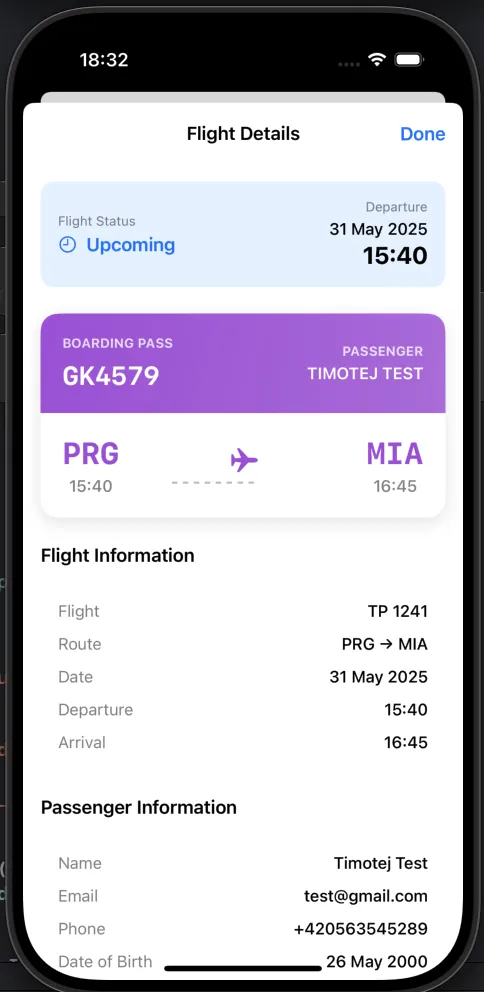 18:32
Flight Details
Done
Flight Status
Upcoming
Departure
31 May 2025
15:40
BOARDING PASS
GK4579
PASSENGER
TIMOTEJ TEST
PRG
15:40
MIA
16:45
Flight Information
Flight TP 1241
Route PRG → MIA
Date 31 May 2025
Departure 15:40
Arrival 16:45
Passenger Information
Name Timotej Test
Email test@gmail.com
Phone +420563545289
Date of Birth 26 May 2000